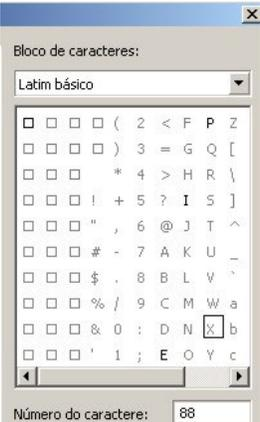 Bloco de caracteres:
Latim básico
□ □ □ □ ( 2 < F P Z
□ □ □ □ ) 3 = G Q [
□ □ □ * 4 > H R \
□ □ □ ! + 5 ? I S ]
□ □ □ " , 6 @ J T ^
□ □ □ # - 7 A K U _
□ □ □ $ . 8 B L V `
□ □ □ % / 9 C M W a
□ □ □ & 0 : D N X b
□ □ □ ' 1 ; E O Y c
Número do caractere: 88